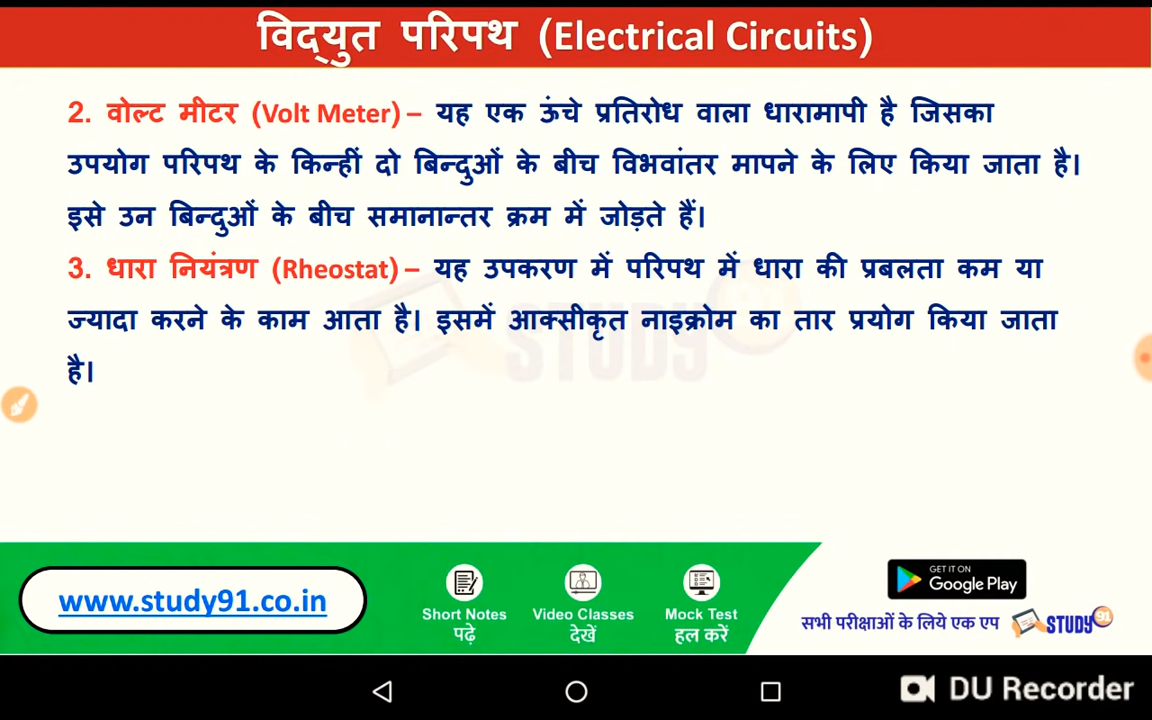 विद्युत परिपथ (Electrical Circuits)
2. वोल्ट मीटर (Volt Meter) – यह एक ऊंचे प्रतिरोध वाला धारामापी है जिसका
उपयोग परिपथ के किन्हीं दो बिन्दुओं के बीच विभवांतर मापने के लिए किया जाता है।
इसे उन बिन्दुओं के बीच समानान्तर क्रम में जोड़ते हैं।
3. धारा नियंत्रण (Rheostat) – यह उपकरण में परिपथ में धारा की प्रबलता कम या
ज्यादा करने के काम आता है। इसमें आक्सीकृत नाइक्रोम का तार प्रयोग किया जाता
है।
STUDY 91
www.study91.co.in
Short Notes
पढ़े
Video Classes
देखें
Mock Test
हल करें
GET IT ON
Google Play
सभी परीक्षाओं के लिये एक एप
STUDY 91
DU Recorder